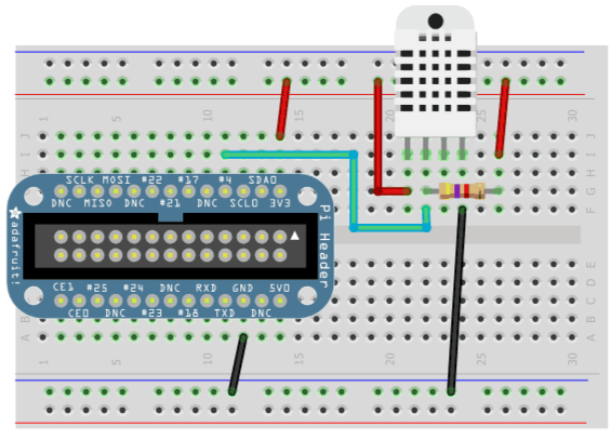 1 5 10 15 20 25 30
J
I
H
G
F
SCLK MOSI #22 #17 #4 SDA0
DNC MISO DNC #21 DNC SCL0 3V3
adafruit!
Pi Header
CE1 #25 #24 DNC RXD GND 5V0
CE0 DNC #23 #18 TXD DNC
E
D
C
B
A
1 5 10 15 20 25 30